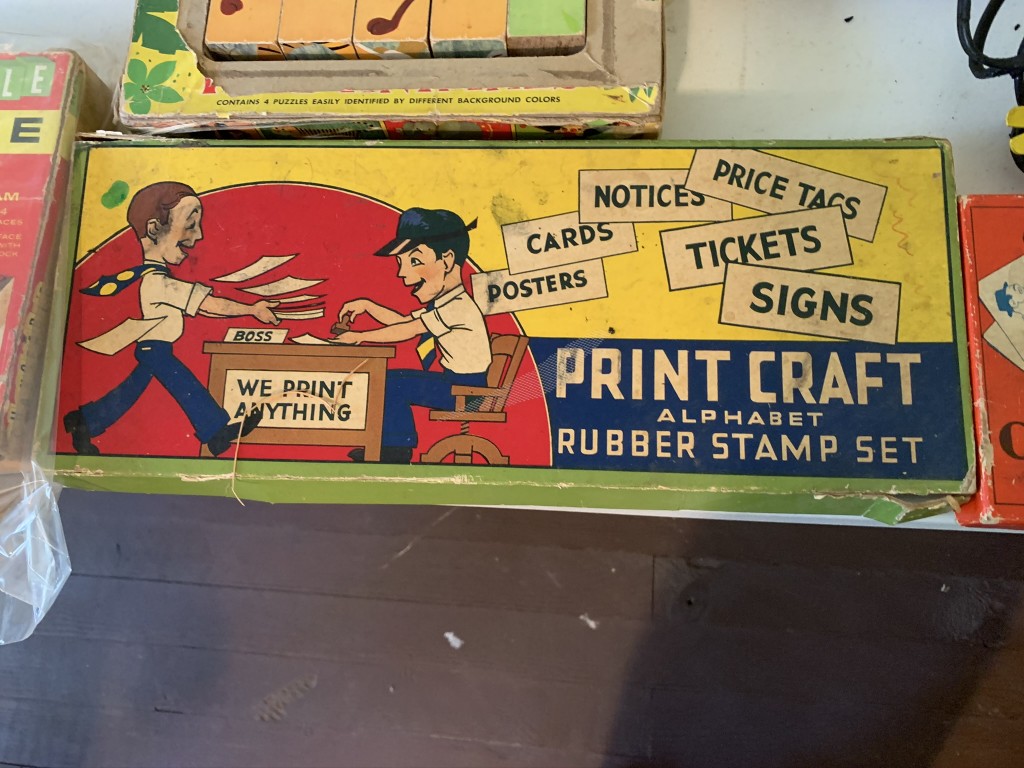 CONTAINS 4 PUZZLES EASILY IDENTIFIED BY DIFFERENT BACKGROUND COLORS
NOTICES
PRICE TAGS
CARDS
TICKETS
POSTERS
SIGNS
BOSS
WE PRINT
ANYTHING
PRINT CRAFT
ALPHABET
RUBBER STAMP SET
LE
E